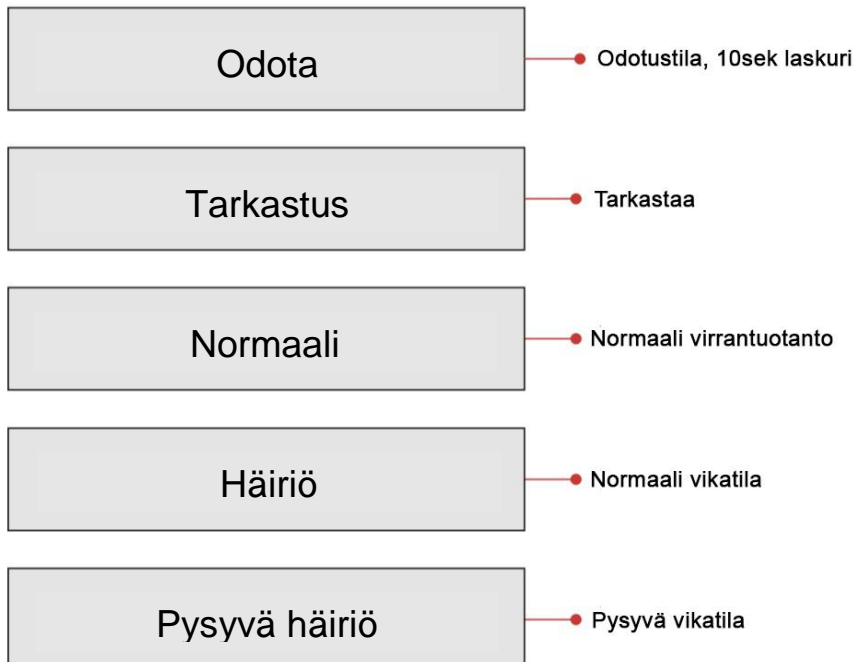 Odota
Odotustila, 10sek laskuri
Tarkastus
Tarkastaa
Normaali
Normaali virrantuotanto
Häiriö
Normaali vikatila
Pysyvä häiriö
Pysyvä vikatila